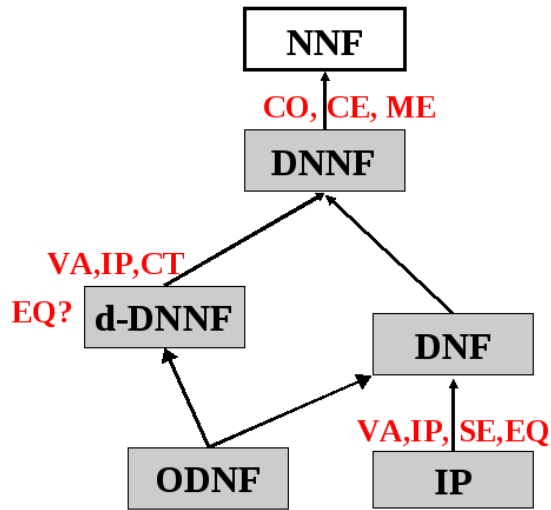 NNF
CO, CE, ME
DNNF
VA,IP,CT
EQ?
d-DNNF
DNF
VA,IP, SE,EQ
ODNF
IP